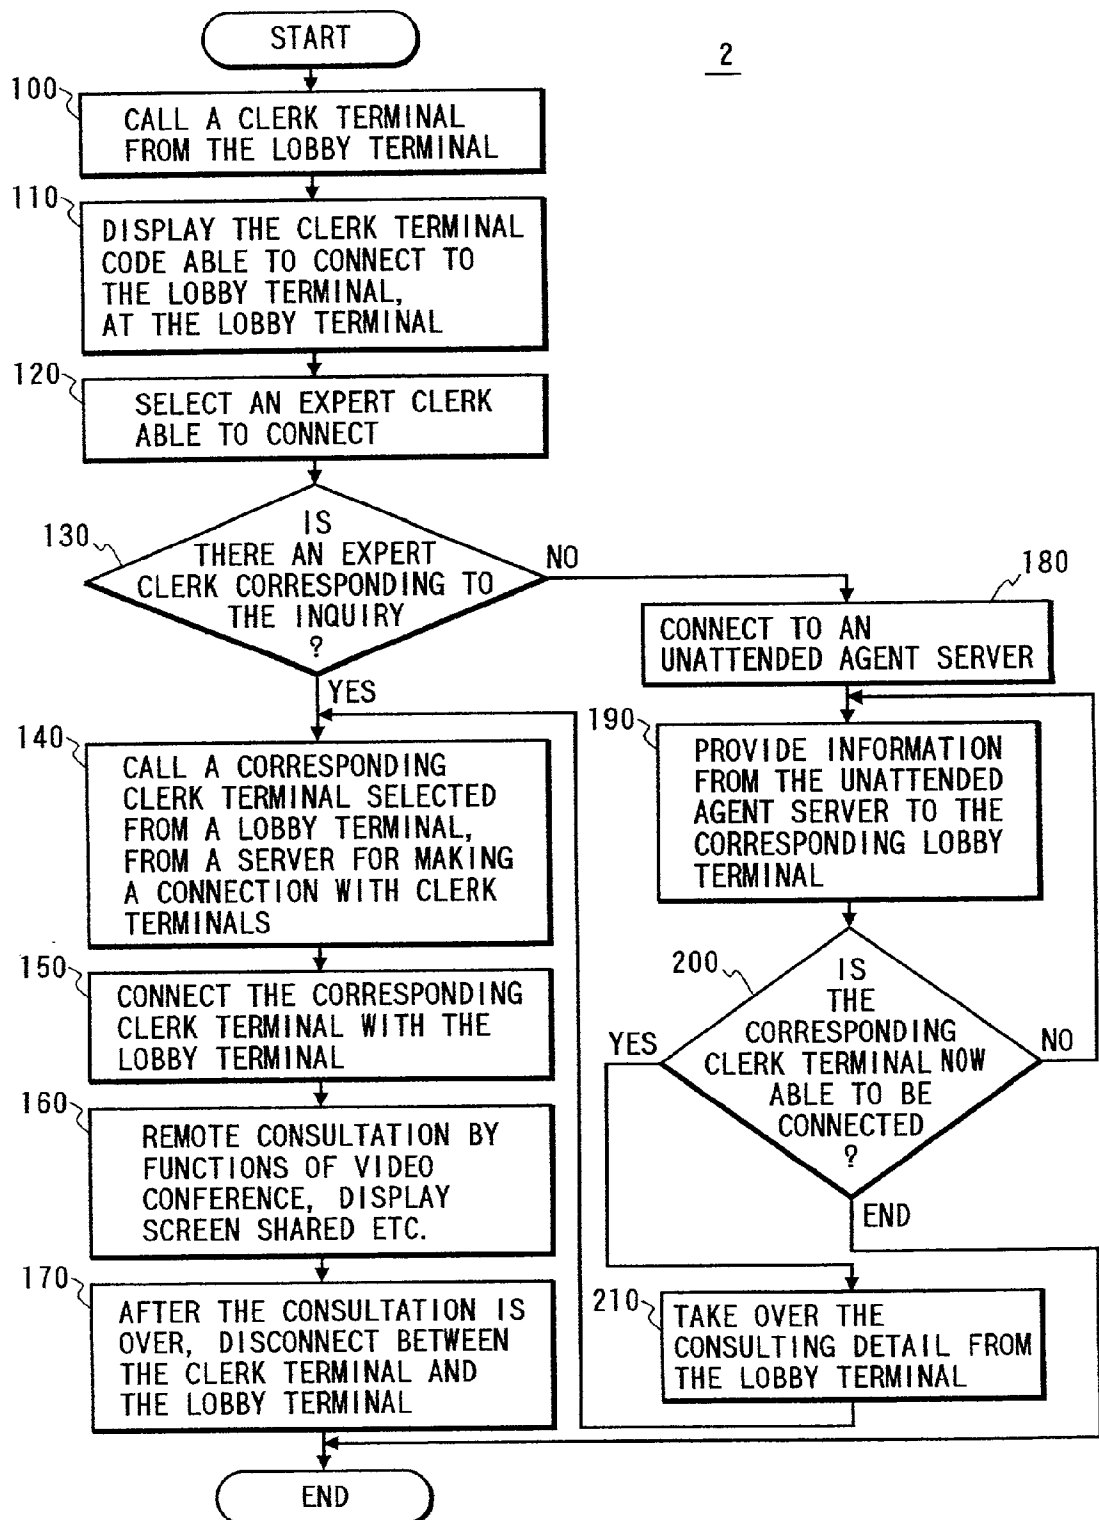 START
2
100
CALL A CLERK TERMINAL
FROM THE LOBBY TERMINAL
110
DISPLAY THE CLERK TERMINAL
CODE ABLE TO CONNECT TO
THE LOBBY TERMINAL,
AT THE LOBBY TERMINAL
120
SELECT AN EXPERT CLERK
ABLE TO CONNECT
130
IS
THERE AN EXPERT
CLERK CORRESPONDING TO
THE INQUIRY
?
NO
YES
140
CALL A CORRESPONDING
CLERK TERMINAL SELECTED
FROM A LOBBY TERMINAL,
FROM A SERVER FOR MAKING
A CONNECTION WITH CLERK
TERMINALS
150
CONNECT THE CORRESPONDING
CLERK TERMINAL WITH THE
LOBBY TERMINAL
160
REMOTE CONSULTATION BY
FUNCTIONS OF VIDEO
CONFERENCE, DISPLAY
SCREEN SHARED ETC.
170
AFTER THE CONSULTATION IS
OVER, DISCONNECT BETWEEN
THE CLERK TERMINAL AND
THE LOBBY TERMINAL
180
CONNECT TO AN
UNATTENDED AGENT SERVER
190
PROVIDE INFORMATION
FROM THE UNATTENDED
AGENT SERVER TO THE
CORRESPONDING LOBBY
TERMINAL
200
IS
THE
CORRESPONDING
CLERK TERMINAL NOW
ABLE TO BE
CONNECTED
?
YES
NO
END
210
TAKE OVER THE
CONSULTING DETAIL FROM
THE LOBBY TERMINAL
END